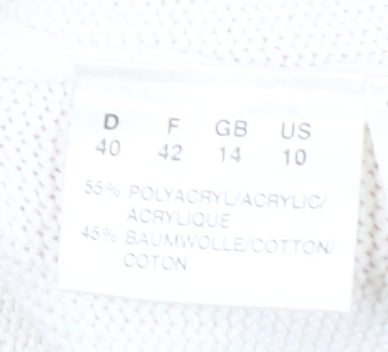 D F GB US
40 42 14 10
55% POLYACRYL/ACRYLIC/
ACRYLIQUE
45% BAUMWOLLE/COTTON/
COTON